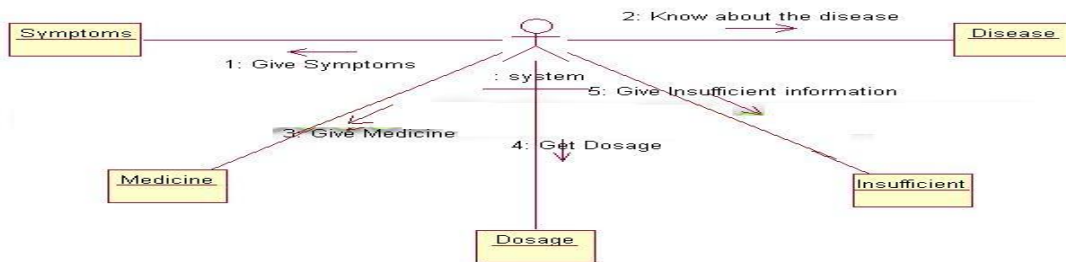 2: Know about the disease
Symptoms
Disease
1: Give Symptoms
: system
5: Give Insufficient information
3: Give Medicine
4: Get Dosage
Medicine
Insufficient
Dosage